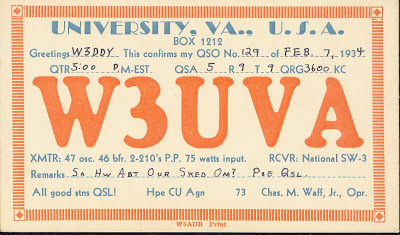 UNIVERSITY, VA., U. S. A.
BOX 1212
Greetings W3DDY This confirms my QSO No. 129 of FEB. 7, 1934
QTR 5:00 P.M-EST. QSA 5 R 9 T 9 QRG 3600 KC
W3UVA
XMTR: 47 osc. 46 bfr. 2-210's P.P. 75 watts input. RCVR: National SW-3
Remarks So Hw Abt Our Sked Om? Pse QSL.
All good stns QSL! Hpe CU Agn 73 Chas. M. Waff, Jr., Opr.
W8AUD Print